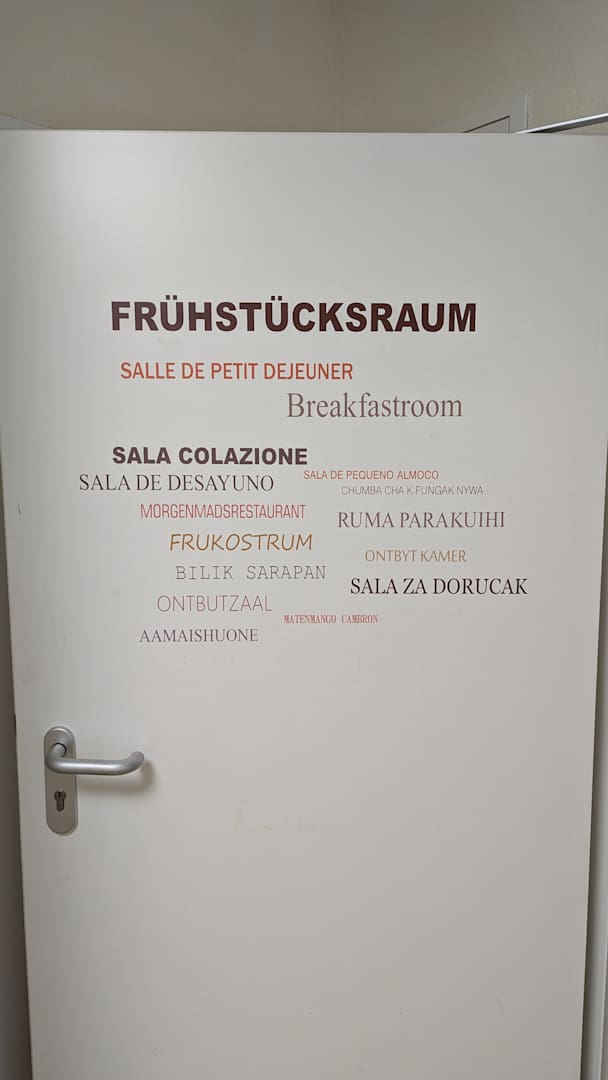 FRÜHSTÜCKSRAUM
SALLE DE PETIT DEJEUNER
Breakfastroom
SALA COLAZIONE
SALA DE PEQUENO ALMOCO
SALA DE DESAYUNO
CHUMBA CHA K FUNGAK NYWA
MORGENMADSRESTAURANT
RUMA PARAKUIHI
FRUKOSTRUM
ONTBYT KAMER
BILIK SARAPAN
SALA ZA DORUCAK
ONTBUTZAAL
MATENMANGO CAMBRON
AAMAISHUONE